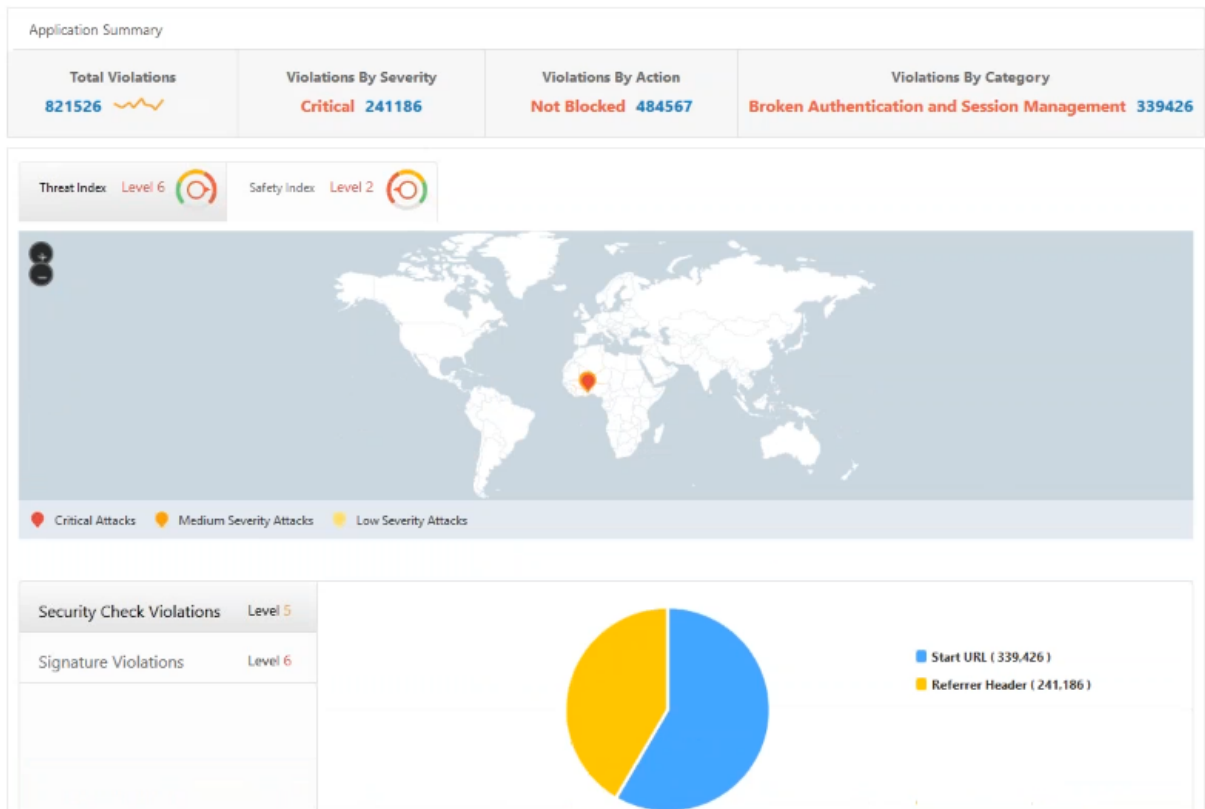 Application Summary
Total Violations
821526
Violations By Severity
Critical 241186
Violations By Action
Not Blocked 484567
Violations By Category
Broken Authentication and Session Management 339426
Threat Index Level 6
Safety Index Level 2
+
−
Critical Attacks
Medium Severity Attacks
Low Severity Attacks
Security Check Violations Level 5
Signature Violations Level 6
Start URL ( 339,426 )
Referrer Header ( 241,186 )